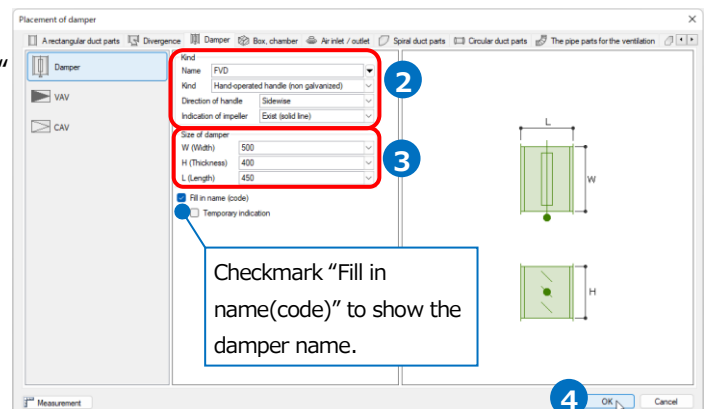 Placement of damper
A rectangular duct parts Divergence Damper Box, chamber Air inlet / outlet Spiral duct parts Circular duct parts The pipe parts for the ventilation
“
Damper
VAV
CAV
Kind
Name FVD
Kind Hand-operated handle (non galvanized)
Direction of handle Sidewise
Indication of impeller Exist (solid line)
2
Size of damper
W (Width) 500
H (Thickness) 400
L (Length) 450
3
Fill in name (code)
Temporary indication
Checkmark “Fill in
name(code)” to show the
damper name.
L
W
H
Measurement
4
OK
Cancel